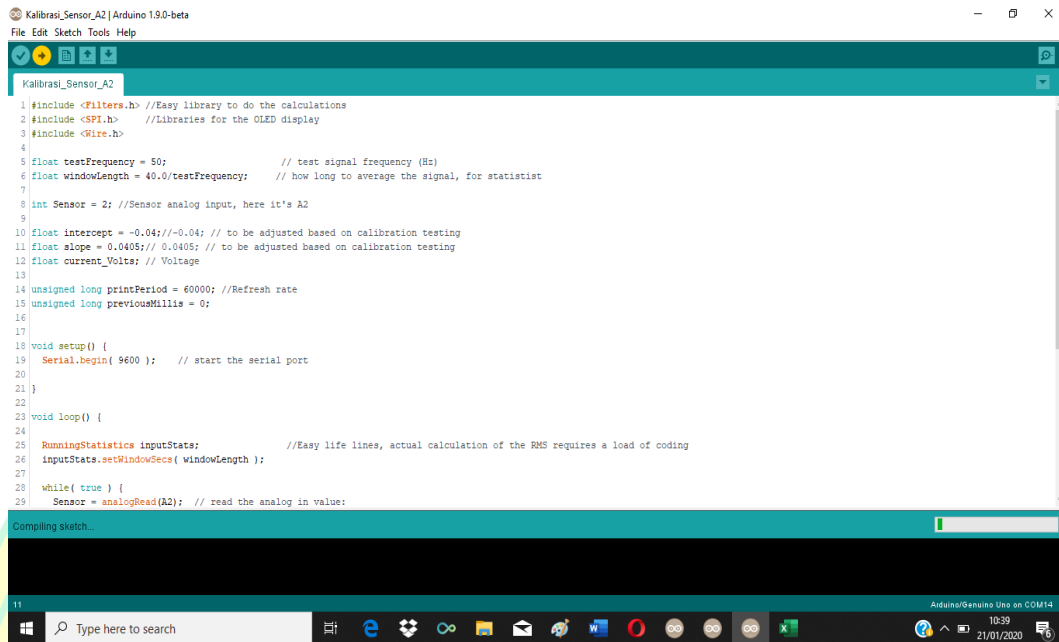 Kalibrasi_Sensor_A2 | Arduino 1.9.0-beta
File Edit Sketch Tools Help
Kalibrasi_Sensor_A2
1 #include <Filters.h> //Easy library to do the calculations
2 #include <SPI.h> //Libraries for the OLED display
3 #include <Wire.h>
4
5 float testFrequency = 50; // test signal frequency (Hz)
6 float windowLength = 40.0/testFrequency; // how long to average the signal, for statistist
7
8 int Sensor = 2; //Sensor analog input, here it's A2
9
10 float intercept = -0.04;//-0.04; // to be adjusted based on calibration testing
11 float slope = 0.0405;// 0.0405; // to be adjusted based on calibration testing
12 float current_Volts; // Voltage
13
14 unsigned long printPeriod = 60000; //Refresh rate
15 unsigned long previousMillis = 0;
16
17
18 void setup() {
19 Serial.begin( 9600 ); // start the serial port
20
21 }
22
23 void loop() {
24
25 RunningStatistics inputStats; //Easy life lines, actual calculation of the RMS requires a load of coding
26 inputStats.setWindowSecs( windowLength );
27
28 while( true ) {
29 Sensor = analogRead(A2); // read the analog in value:
Compiling sketch...
11 Arduino/Genuino Uno on COM14
Type here to search
10:39
21/01/2020